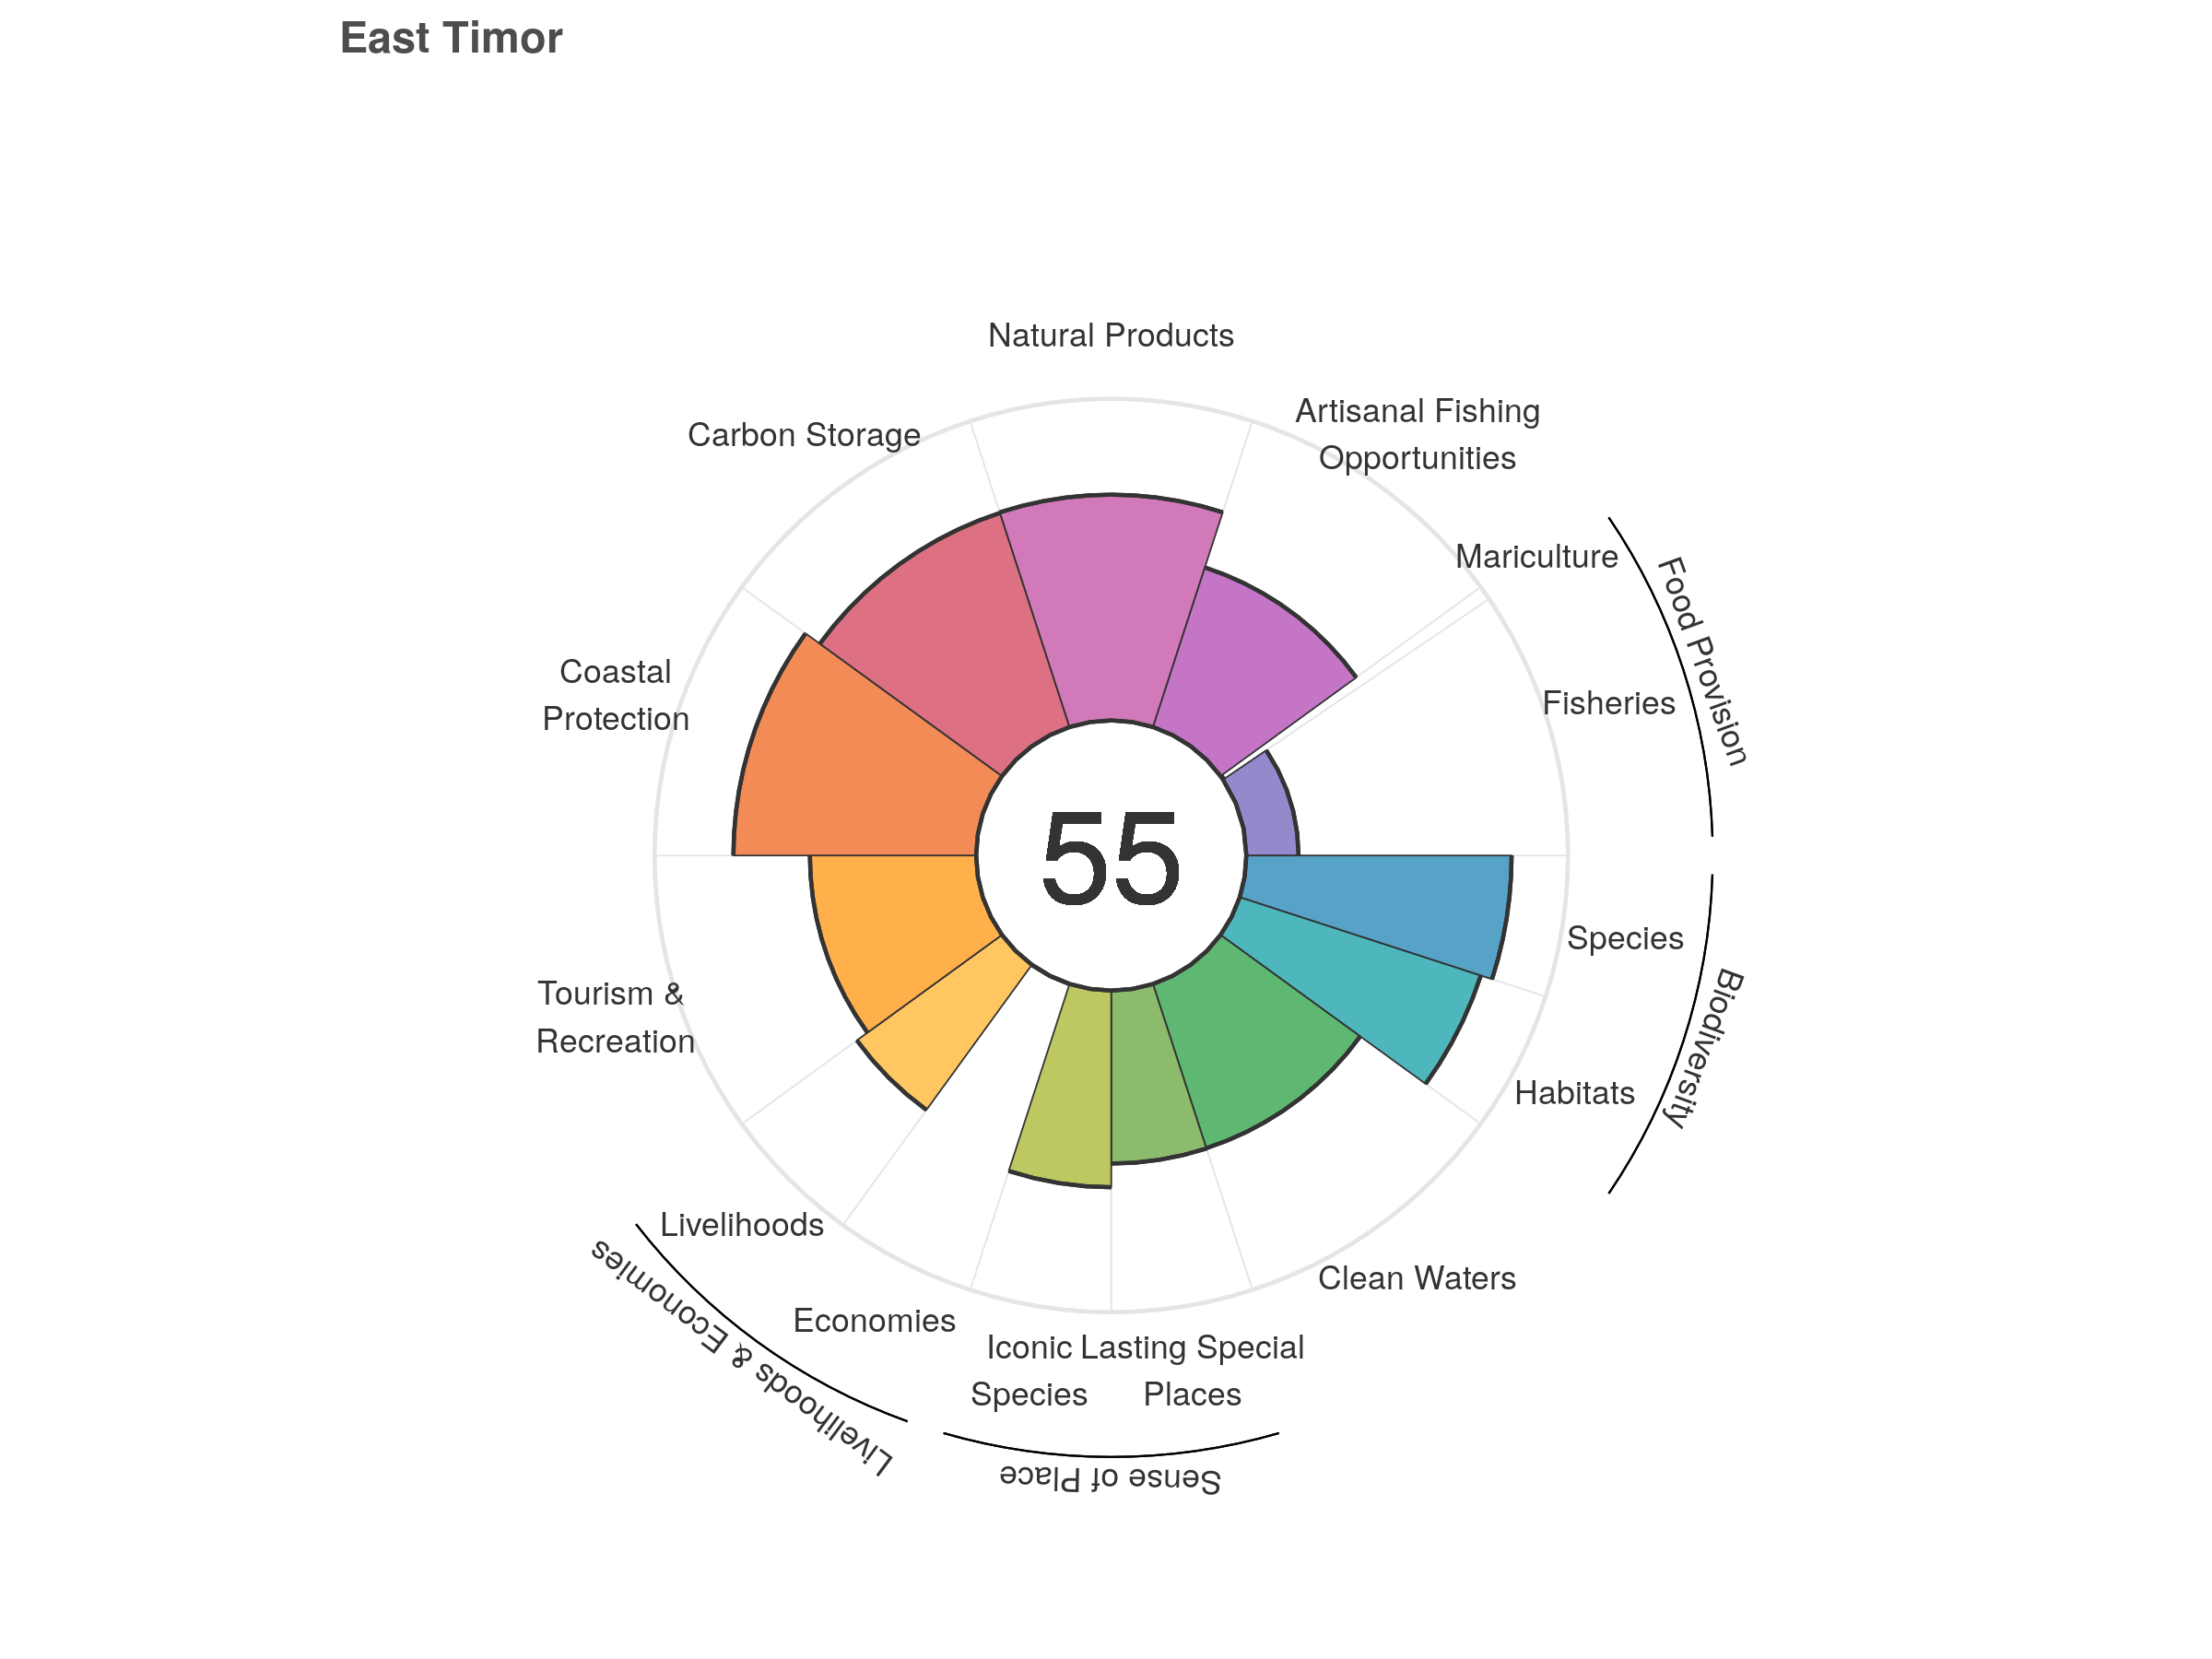 East Timor
Natural Products
Artisanal Fishing
Opportunities
Carbon Storage
Mariculture
Food Provision
Coastal
Protection
Fisheries
55
Species
Biodiversity
Tourism &
Recreation
Habitats
Livelihoods
Clean Waters
Livelihoods & Economies
Economies
Iconic
Species
Lasting Special
Places
Sense of Place